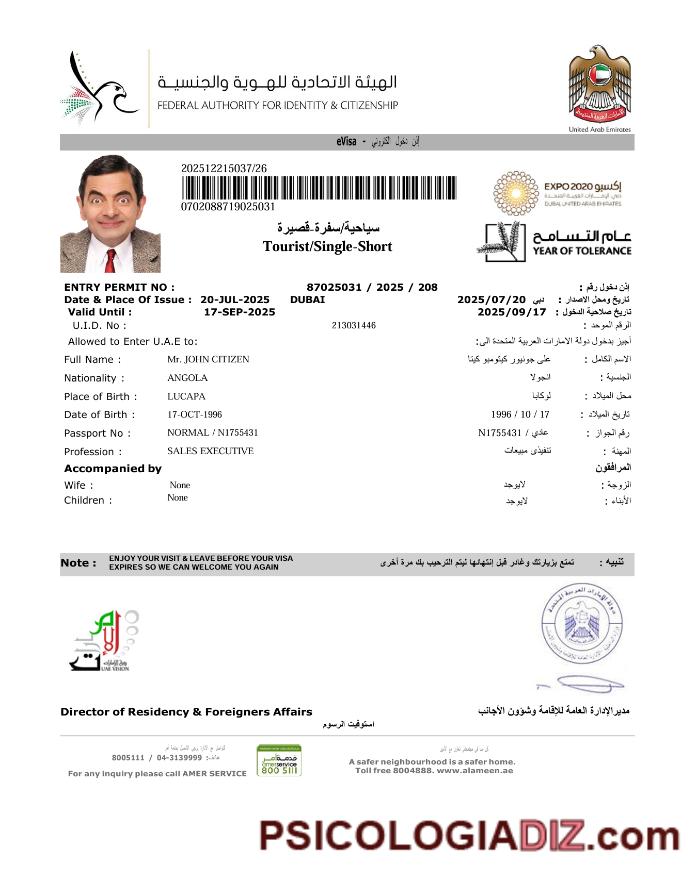 الهيئة الاتحادية للهوية والجنسية
FEDERAL AUTHORITY FOR IDENTITY & CITIZENSHIP
United Arab Emirates
eVisa - إذن دخول الكتروني
202512215037/26
0702088719025031
EXPO 2020 إكسبو
DUBAI, UNITED ARAB EMIRATES
عـام التـسامـح
YEAR OF TOLERANCE
سياحية/سفرة-قصيرة
Tourist/Single-Short
ENTRY PERMIT NO : 87025031 / 2025 / 208 إذن دخول رقم :
Date & Place Of Issue : 20-JUL-2025 DUBAI دبي 2025/07/20 تاريخ ومحل الاصدار :
Valid Until : 17-SEP-2025 2025/09/17 تاريخ صلاحية الدخول :
U.I.D. No : 213031446 الرقم الموحد :
Allowed to Enter U.A.E to: أجيز بدخول دولة الامارات العربية المتحدة الى:
Full Name : Mr. JOHN CITIZEN على جونيور كيتومبو كيتا الاسم الكامل :
Nationality : ANGOLA انجولا الجنسية :
Place of Birth : LUCAPA لوكابا محل الميلاد :
Date of Birth : 17-OCT-1996 1996 / 10 / 17 تاريخ الميلاد :
Passport No : NORMAL / N1755431 عادي / N1755431 رقم الجواز :
Profession : SALES EXECUTIVE تنفيذى مبيعات المهنة :
Accompanied by المرافقون
Wife : None لايوجد الزوجة :
Children : None لايوجد الأبناء :
Note : ENJOY YOUR VISIT & LEAVE BEFORE YOUR VISA
EXPIRES SO WE CAN WELCOME YOU AGAIN
تنبيه : تمتع بزيارتك وغادر قبل إنتهائها ليتم الترحيب بك مرة أخرى
UAE VISION
Director of Residency & Foreigners Affairs مدير الإدارة العامة للإقامة وشؤون الأجانب
استوفيت الرسوم
8005111 / 04-3139999 هاتف:
For any inquiry please call AMER SERVICE
amerservice
800 5111
A safer neighbourhood is a safer home.
Toll free 8004888. www.alameen.ae
PSICOLOGIADIZ.com